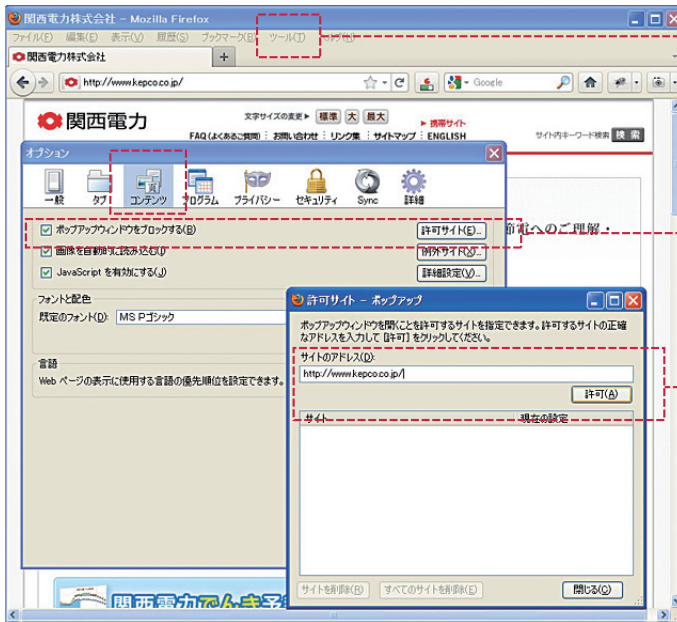 関西電力株式会社 - Mozilla Firefox
ファイル(F) 編集(E) 表示(V) 履歴(S) ブックマーク(B) ツール(T) ヘルプ(H)
関西電力株式会社
http://www.kepco.co.jp/
Google
関西電力
文字サイズの変更 標準 大 最大
携帯サイト
FAQ(よくあるご質問) お問い合わせ リンク集 サイトマップ ENGLISH
サイト内キーワード検索 検索
オプション
一般 タブ コンテンツ プログラム プライバシー セキュリティ Sync 詳細
ポップアップウィンドウをブロックする(B) 許可サイト(E)...
節電へのご理解・
画像を自動的に読み込む(I) 例外サイト(X)...
JavaScript を有効にする(J) 詳細設定(V)...
フォントと配色
既定のフォント(D): MS Pゴシック
言語
Web ページの表示に使用する言語の優先順位を設定できます。
許可サイト - ポップアップ
ポップアップウィンドウを開くことを許可するサイトを指定できます。許可するサイトの正確
なアドレスを入力して [許可] をクリックしてください。
サイトのアドレス(D):
http://www.kepco.co.jp/
許可(A)
サイト 現在の設定
サイトを削除(R) すべてのサイトを削除(E) 閉じる(C)
関西電力でんき予